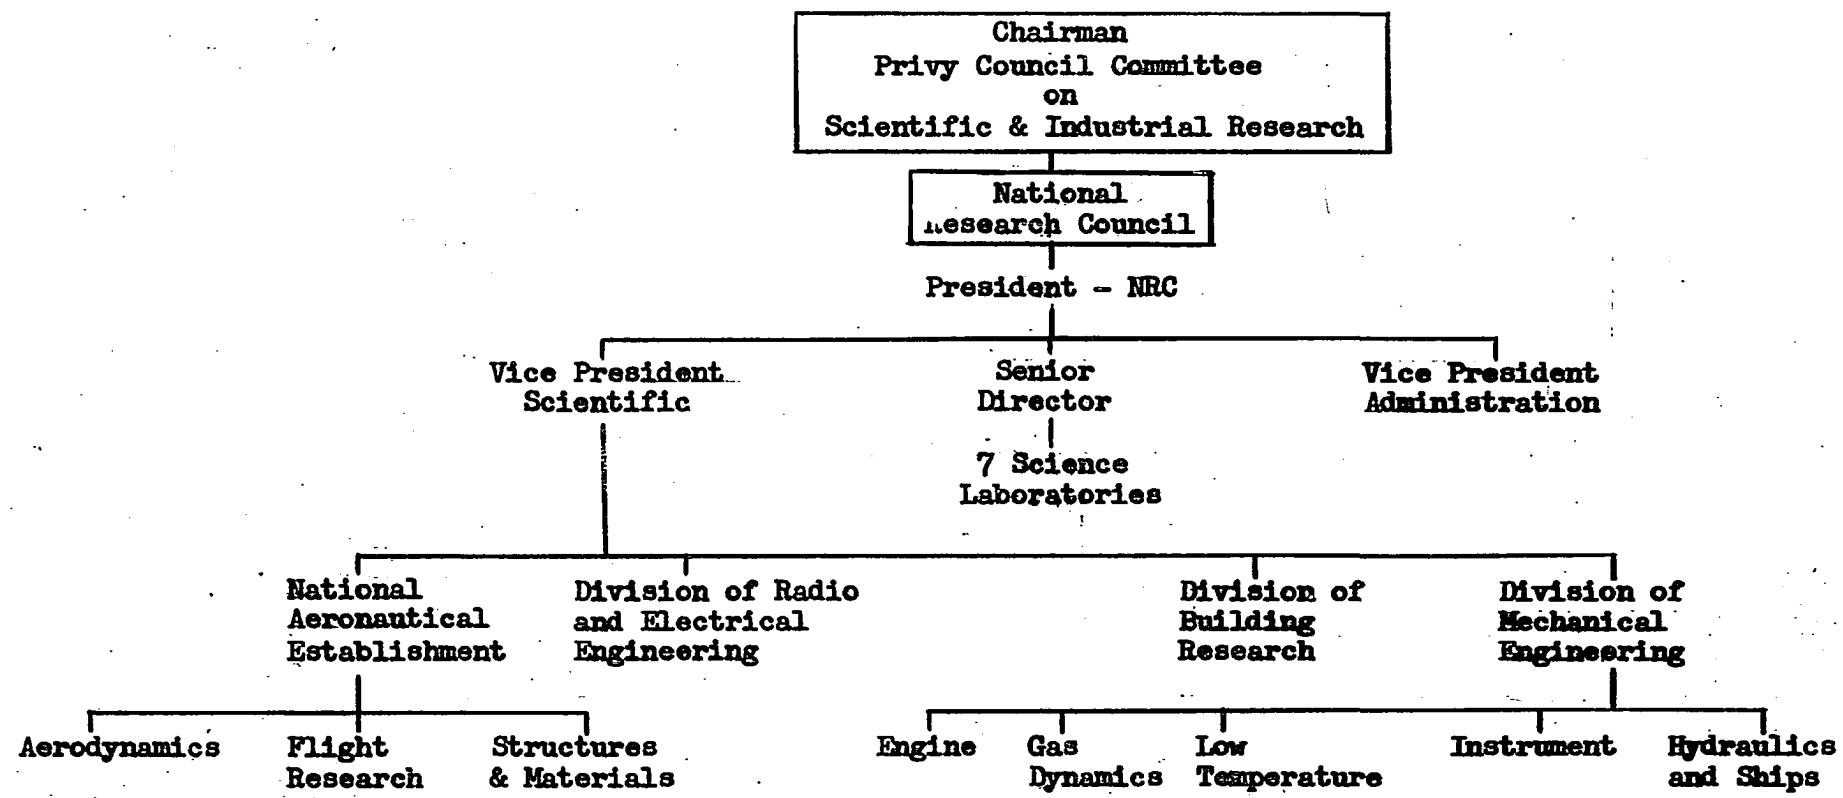 Chairman
Privy Council Committee
on
Scientific & Industrial Research
National
Research Council
President - NRC
Vice President
Scientific
Senior
Director
Vice President
Administration
7 Science
Laboratories
National
Aeronautical
Establishment
Division of Radio
and Electrical
Engineering
Division of
Building
Research
Division of
Mechanical
Engineering
Aerodynamics
Flight
Research
Structures
& Materials
Engine
Gas
Dynamics
Low
Temperature
Instrument
Hydraulics
and Ships